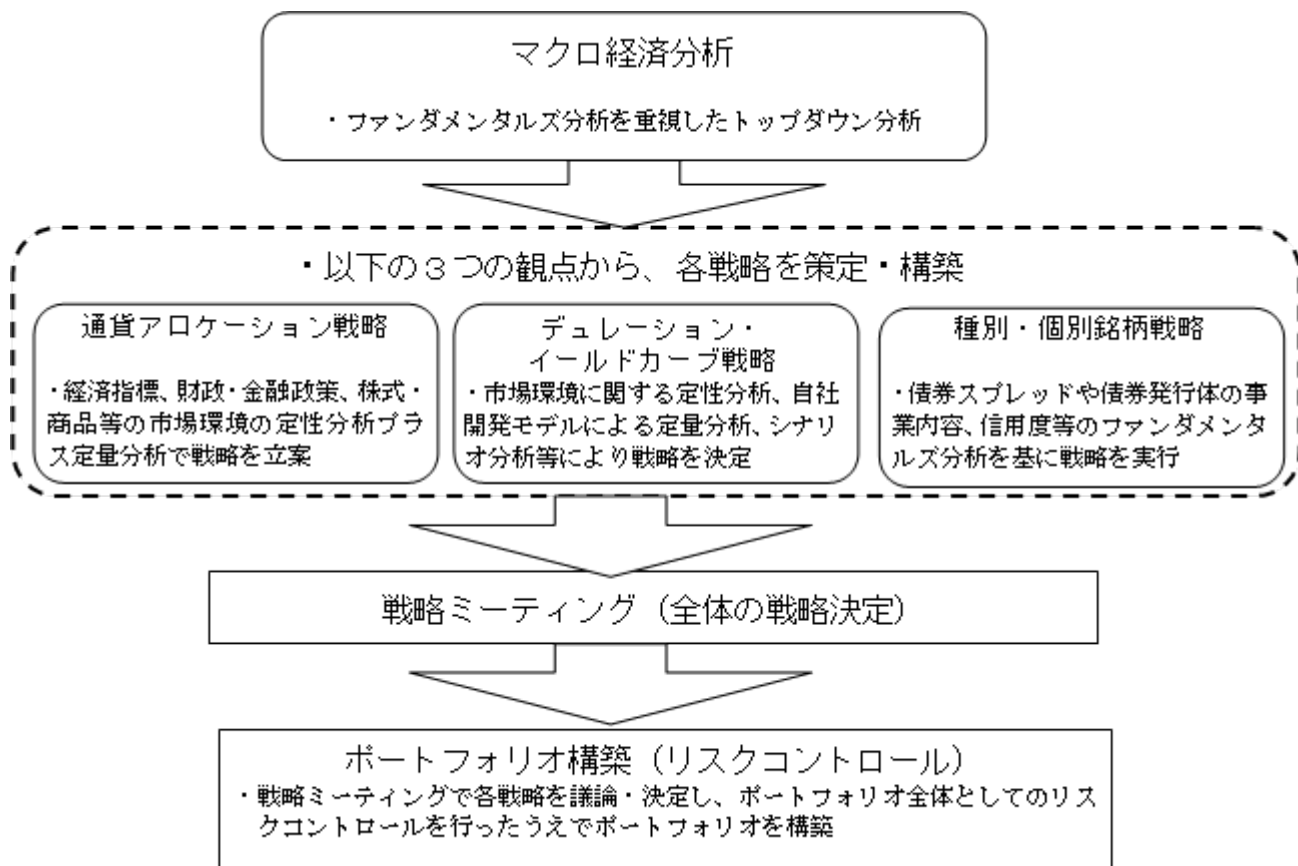 マクロ経済分析
・ファンダメンタルズ分析を重視したトップダウン分析
・以下の３つの観点から、各戦略を策定・構築
通貨アロケーション戦略
・経済指標、財政・金融政策、株式・
商品等の市場環境の定性分析プラ
ス定量分析で戦略を立案
デュレーション・
イールドカーブ戦略
・市場環境に関する定性分析、自社
開発モデルによる定量分析、シナリ
オ分析等により戦略を決定
種別・個別銘柄戦略
・債券スプレッドや債券発行体の事
業内容、信用度等のファンダメンタ
ルズ分析を基に戦略を実行
戦略ミーティング（全体の戦略決定）
ポートフォリオ構築（リスクコントロール）
・戦略ミーティングで各戦略を議論・決定し、ポートフォリオ全体としてのリス
クコントロールを行ったうえでポートフォリオを構築